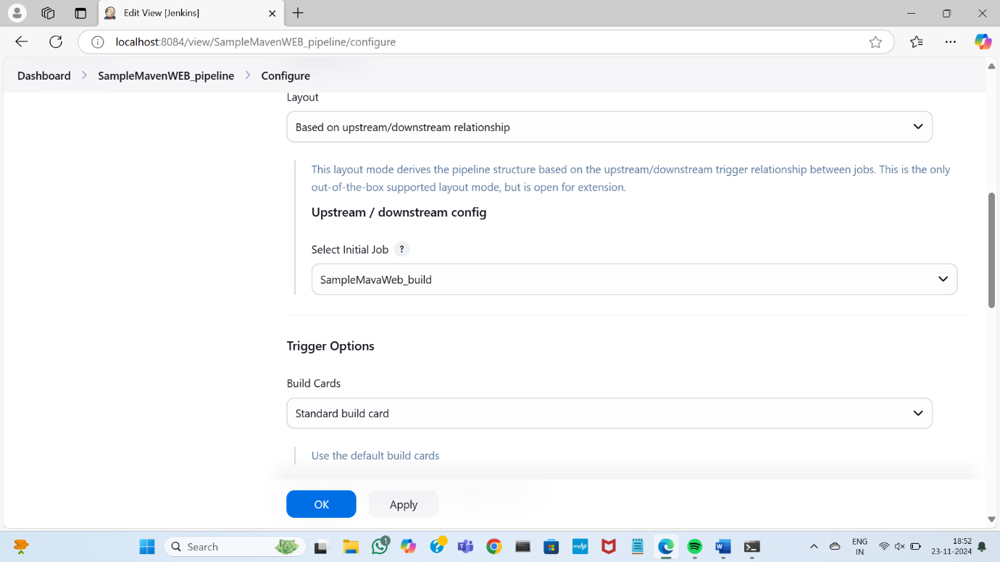 Edit View [Jenkins]
localhost:8084/view/SampleMavenWEB_pipeline/configure
Dashboard > SampleMavenWEB_pipeline > Configure
Layout
Based on upstream/downstream relationship
This layout mode derives the pipeline structure based on the upstream/downstream trigger relationship between jobs. This is the only
out-of-the-box supported layout mode, but is open for extension.
Upstream / downstream config
Select Initial Job ?
SampleMavaWeb_build
Trigger Options
Build Cards
Standard build card
Use the default build cards
OK Apply
Search
1
myhp
ENG
IN
18:52
23-11-2024